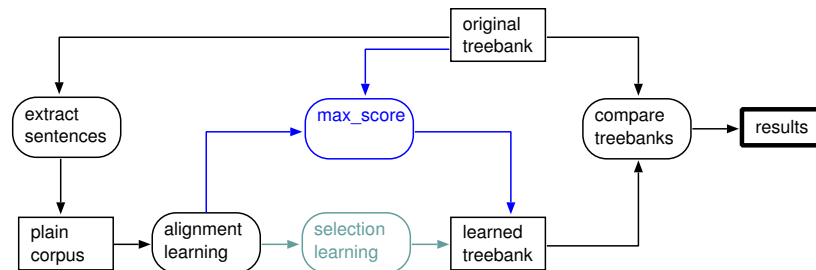 original
treebank
extract
sentences
max_score
compare
treebanks
results
plain
corpus
alignment
learning
selection
learning
learned
treebank